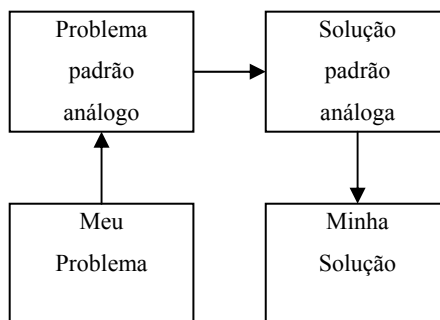 Problema
padrão
análogo
Solução
padrão
análoga
Meu
Problema
Minha
Solução